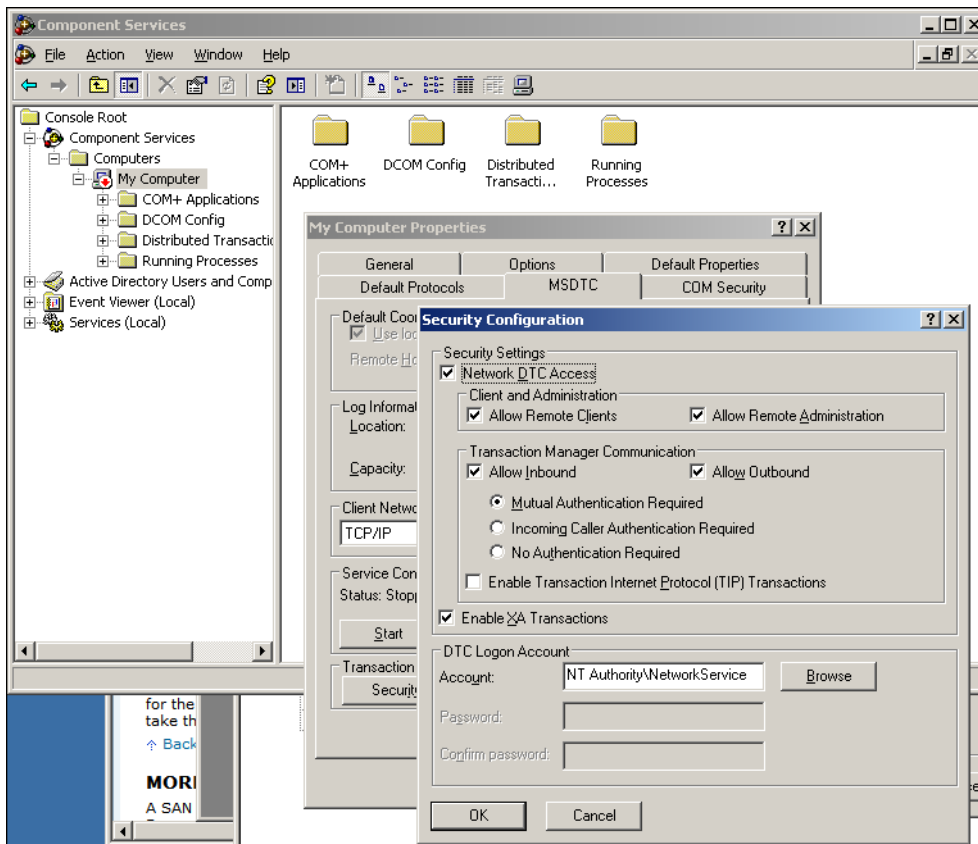 Component Services
File Action View Window Help
Console Root
Component Services
Computers
My Computer
COM+ Applications
DCOM Config
Distributed Transactic
Running Processes
Active Directory Users and Comp
Event Viewer (Local)
Services (Local)
COM+ Applications
DCOM Config
Distributed Transacti...
Running Processes
My Computer Properties
General Options Default Properties
Default Protocols MSDTC COM Security
Default Coor
Use loc
Remote Ho
Log Informat
Location:
Capacity:
Client Netwo
TCP/IP
Service Con
Status: Stopp
Start
Transaction
Security
Security Configuration
Security Settings
Network DTC Access
Client and Administration
Allow Remote Clients Allow Remote Administration
Transaction Manager Communication
Allow Inbound Allow Outbound
Mutual Authentication Required
Incoming Caller Authentication Required
No Authentication Required
Enable Transaction Internet Protocol (TIP) Transactions
Enable XA Transactions
DTC Logon Account
Account: NT Authority\NetworkService Browse
Password:
Confirm password:
OK Cancel
for the
take th
Back
MORI
A SAN